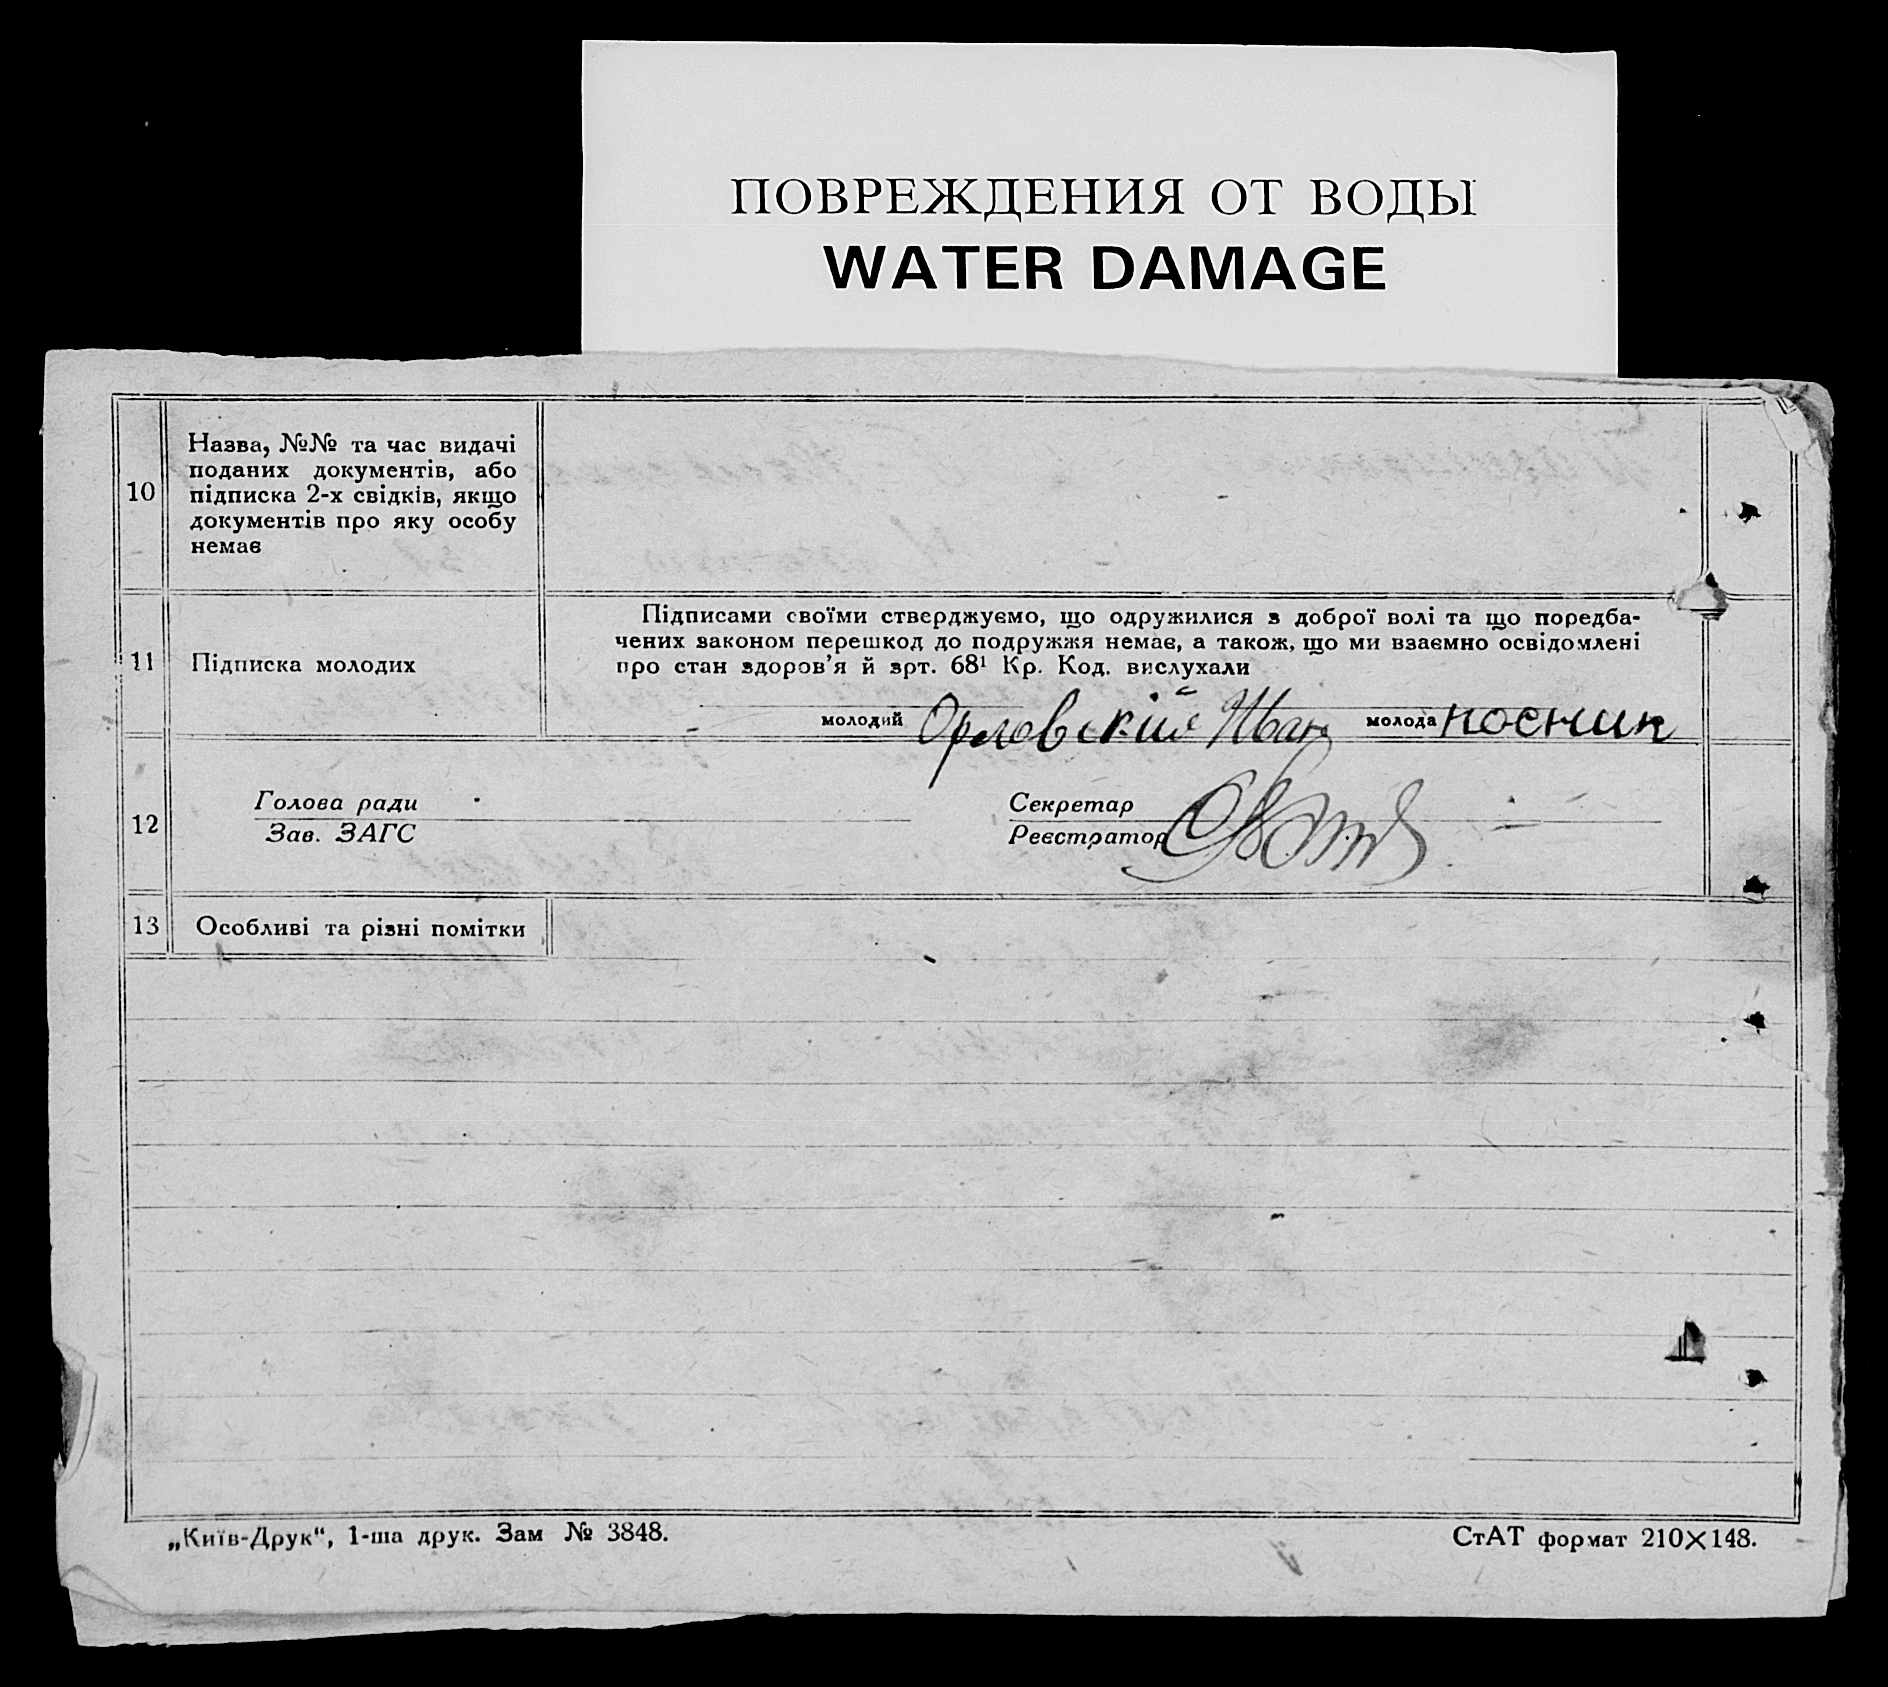 ПОВРЕЖДЕНИЯ ОТ ВОДЫ
WATER DAMAGE
10
Назва, №№ та час видачі
поданих документів, або
підписка 2-х свідків, якщо
документів про яку особу
немає
11
Підписка молодих
Підписами своїми стверджуємо, що одружилися з доброї волі та що поредба-
чених законом перешкод до подружжя немає, а також, що ми взаємно освідомлені
про стан здоров’я й зрт. 68¹ Кр. Код. вислухали
молодий Орловскій Иван молода носник
12
Голова ради
Зав. ЗАГС
Секретар
Реєстратор
13
Особливі та різні помітки
„Київ-Друк“, 1-ша друк. Зам № 3848.
СтАТ формат 210×148.